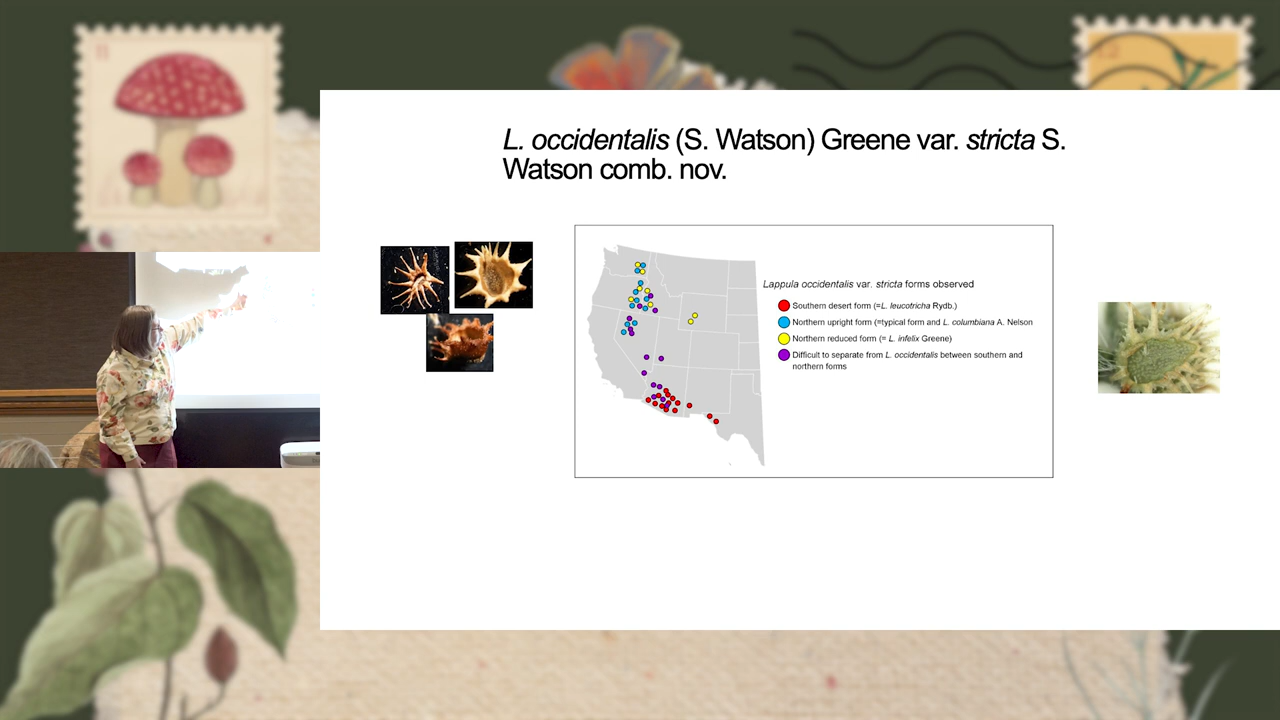 L. occidentalis (S. Watson) Greene var. stricta S.
Watson comb. nov.
Lappula occidentalis var. stricta forms observed
Southern desert form (=L. leucotricha Rydb.)
Northern upright form (=typical form and L. columbiana A. Nelson
Northern reduced form (= L. infelix Greene)
Difficult to separate from L. occidentalis between southern and
northern forms